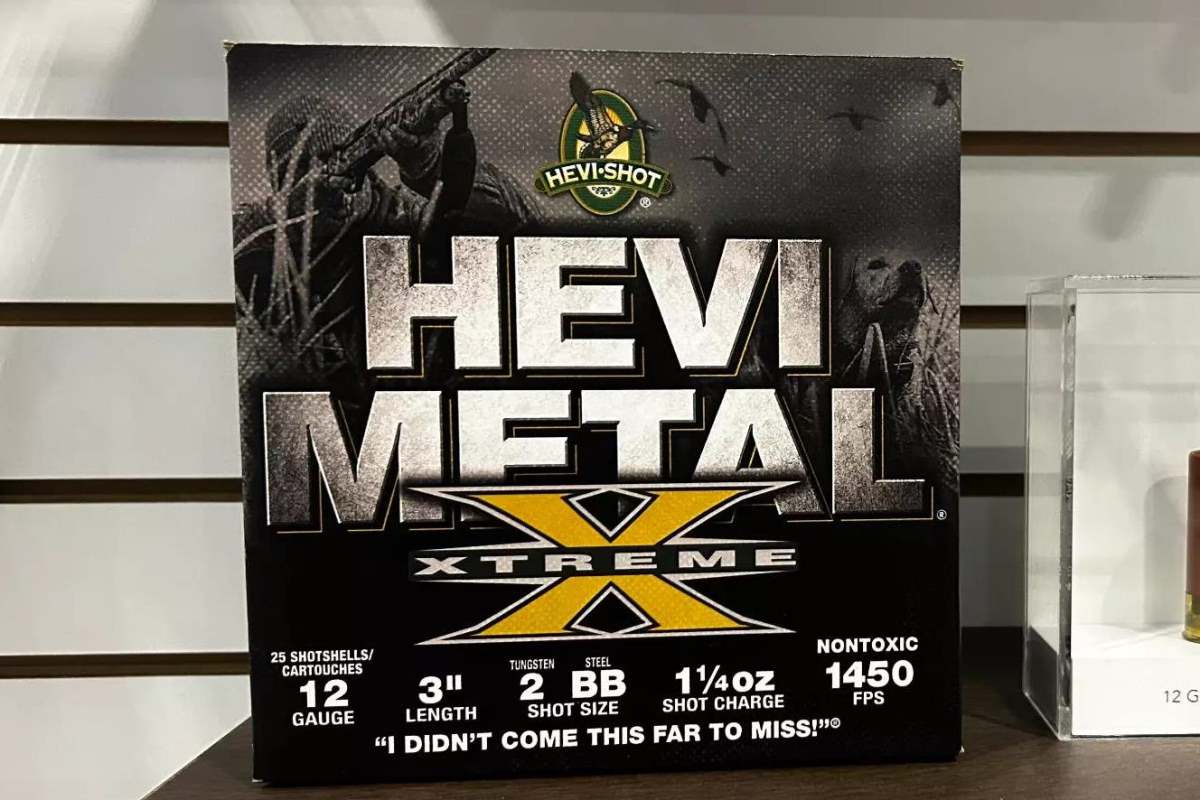 HEVI•SHOT
®
HEVI
METAL®
XTREME
25 SHOTSHELLS/
CARTOUCHES
12
GAUGE
3"
LENGTH
TUNGSTEN STEEL
2 BB
SHOT SIZE
1¼oz
SHOT CHARGE
NONTOXIC
1450
FPS
“I DIDN’T COME THIS FAR TO MISS!”®
12 G